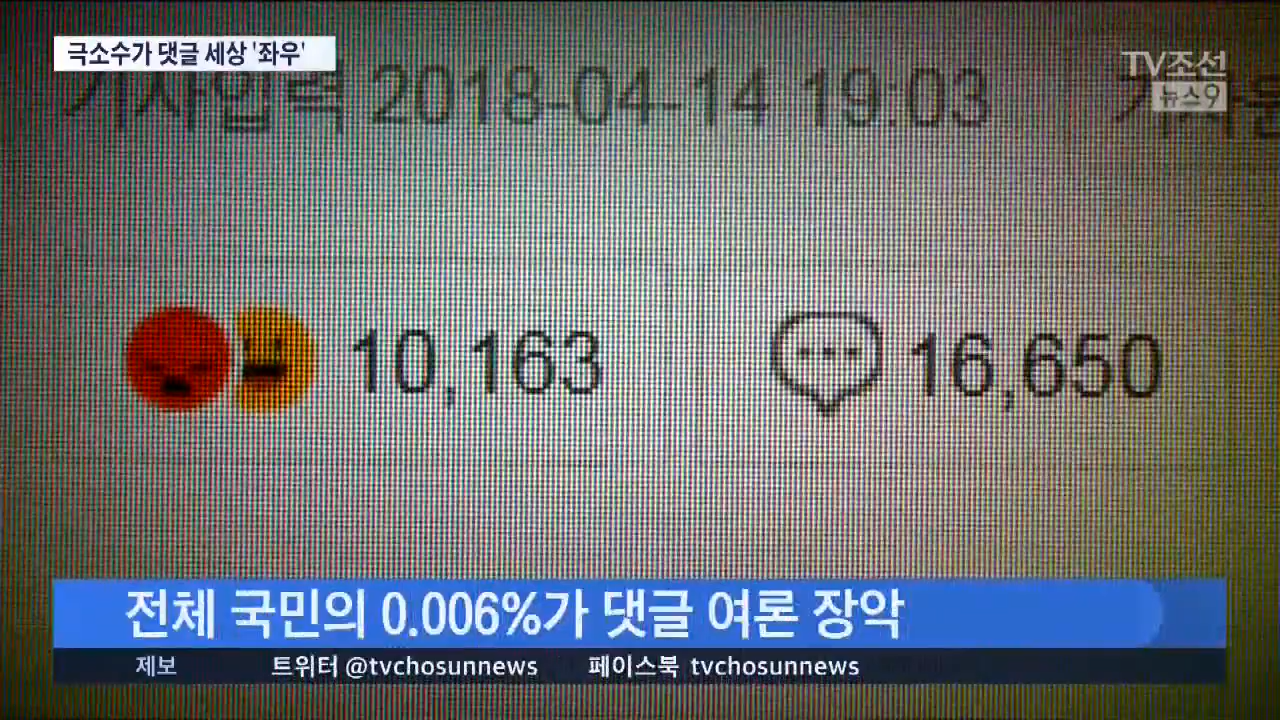 극소수가 댓글 세상 '좌우'
TV조선
뉴스9
기사입력 2018-04-14 19:03
10,163
16,650
전체 국민의 0.006%가 댓글 여론 장악
제보 트위터 @tvchosunnews 페이스북 tvchosunnews